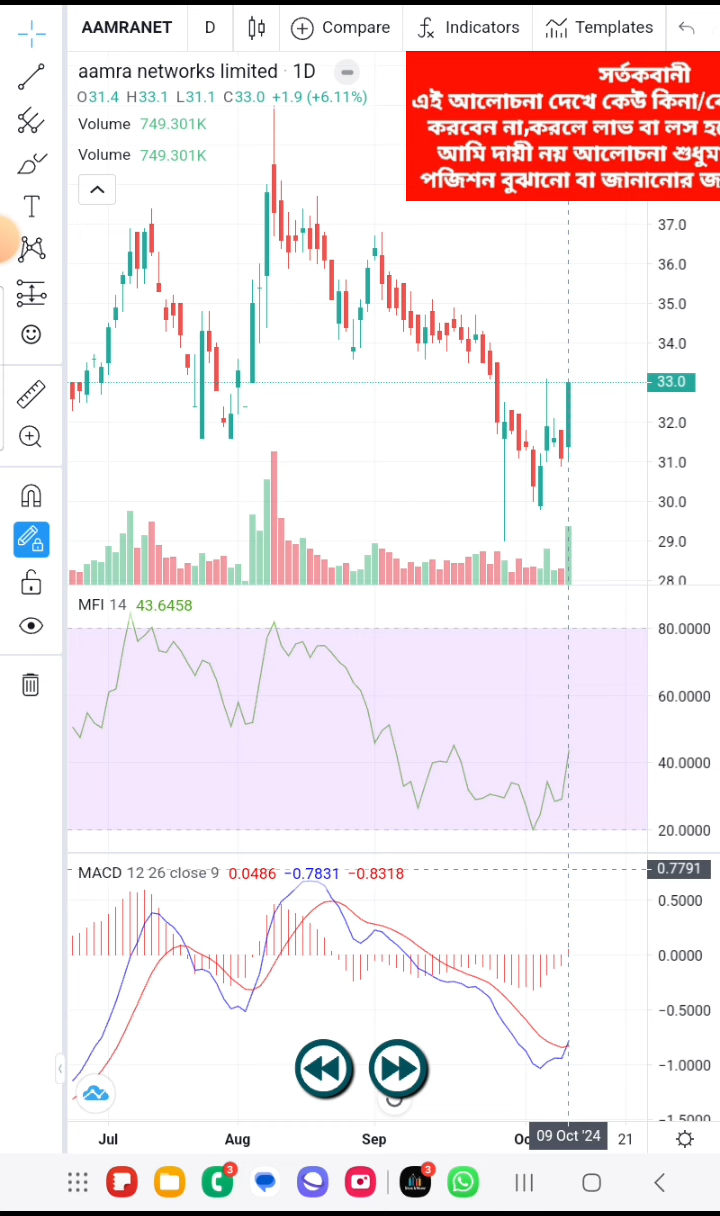 AAMRANET D Compare Indicators Templates
aamra networks limited · 1D
O31.4 H33.1 L31.1 C33.0 +1.9 (+6.11%)
Volume 749.301K
Volume 749.301K
সর্তকবানী
এই আলোচনা দেখে কেউ কিনা/
করবেন না,করলে লাভ বা লস
আমি দায়ী নয় আলোচনা
পজিশন বুঝানো বা জানানোর
37.0
36.0
35.0
34.0
33.0
32.0
31.0
30.0
29.0
28.0
MFI 14 43.6458
80.0000
60.0000
40.0000
20.0000
MACD 12 26 close 9 0.0486 −0.7831 −0.8318
0.7791
0.5000
0.0000
−0.5000
−1.0000
−1.5000
Jul Aug Sep 09 Oct '24 21
3 3